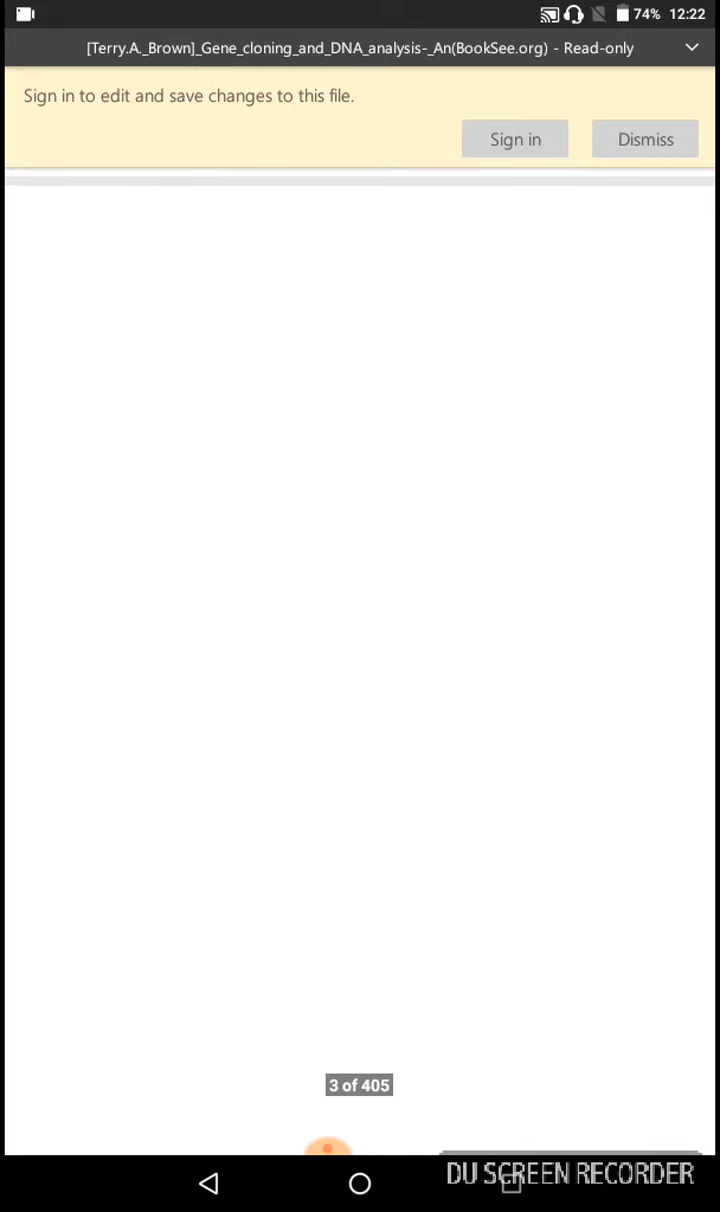 74% 12:22
[Terry.A._Brown]_Gene_cloning_and_DNA_analysis-_An(BookSee.org) - Read-only
Sign in to edit and save changes to this file.
Sign in Dismiss
3 of 405
DU SCREEN RECORDER